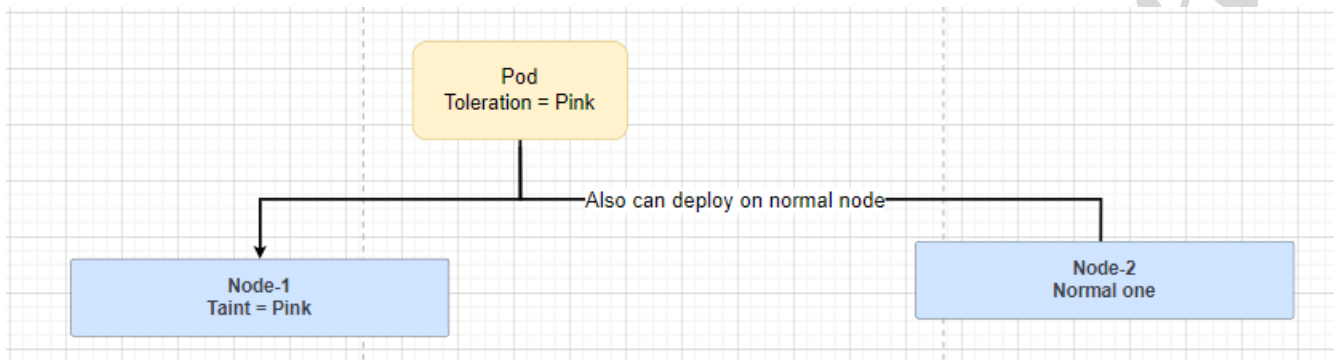 Pod
Toleration = Pink
Also can deploy on normal node
Node-1
Taint = Pink
Node-2
Normal one